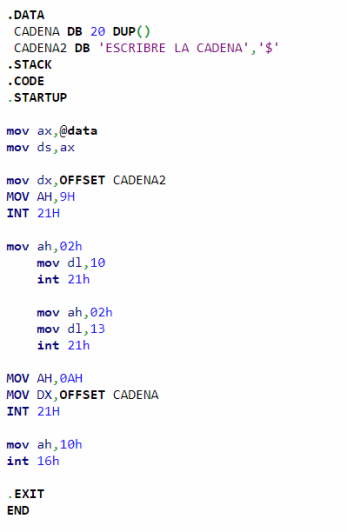 .DATA
CADENA DB 20 DUP()
CADENA2 DB 'ESCRIBRE LA CADENA','$'
.STACK
.CODE
.STARTUP
mov ax,@data
mov ds,ax
mov dx,OFFSET CADENA2
MOV AH,9H
INT 21H
mov ah,02h
mov dl,10
int 21h
mov ah,02h
mov dl,13
int 21h
MOV AH,0AH
MOV DX,OFFSET CADENA
INT 21H
mov ah,10h
int 16h
.EXIT
END